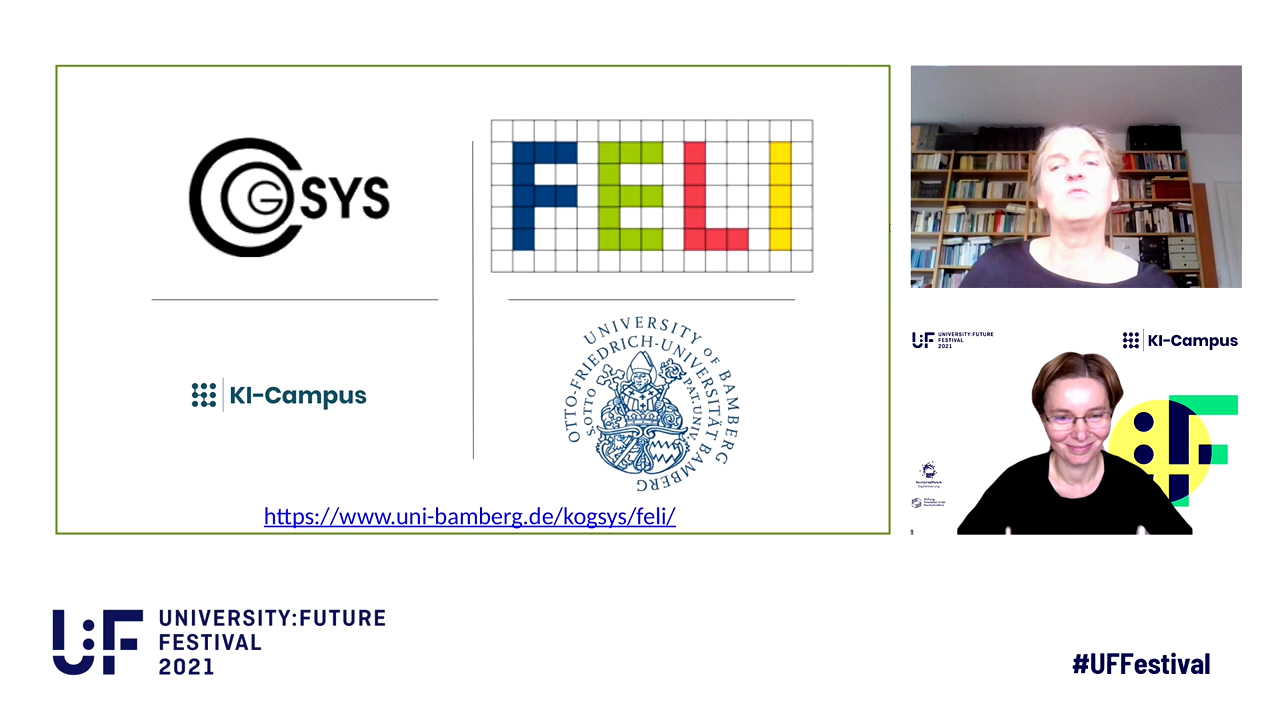 CoGSYS
FELI
KI-Campus
UNIVERSITY OF BAMBERG
OTTO-FRIEDRICH-UNIVERSITÄT BAMBERG
https://www.uni-bamberg.de/kogsys/feli/
U:F UNIVERSITY:FUTURE
FESTIVAL
2021
KI-Campus
U:F UNIVERSITY:FUTURE
FESTIVAL
2021
#UFFestival